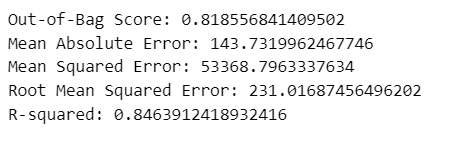 Out-of-Bag Score: 0.818556841409502
Mean Absolute Error: 143.7319962467746
Mean Squared Error: 53368.7963337634
Root Mean Squared Error: 231.01687456496202
R-squared: 0.8463912418932416